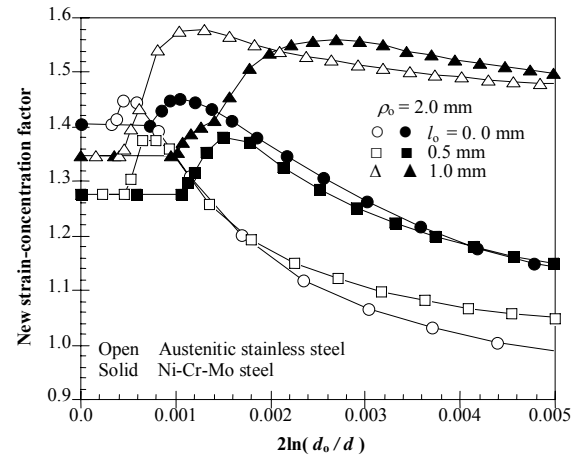 New strain-concentration factor
1.6
1.5
1.4
1.3
1.2
1.1
1.0
0.9
ρo = 2.0 mm
lo = 0.0 mm
0.5 mm
1.0 mm
Open Austenitic stainless steel
Solid Ni-Cr-Mo steel
0.0 0.001 0.002 0.003 0.004 0.005
2ln( do / d )